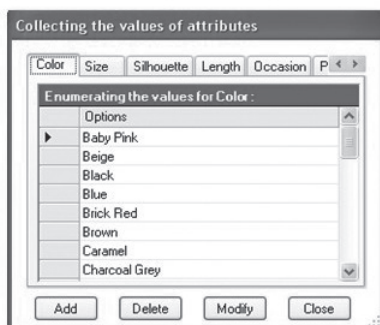 Collecting the values of attributes
Color Size Silhouette Length Occasion P
Enumerating the values for Color :
Options
Baby Pink
Beige
Black
Blue
Brick Red
Brown
Caramel
Charcoal Grey
Add Delete Modify Close